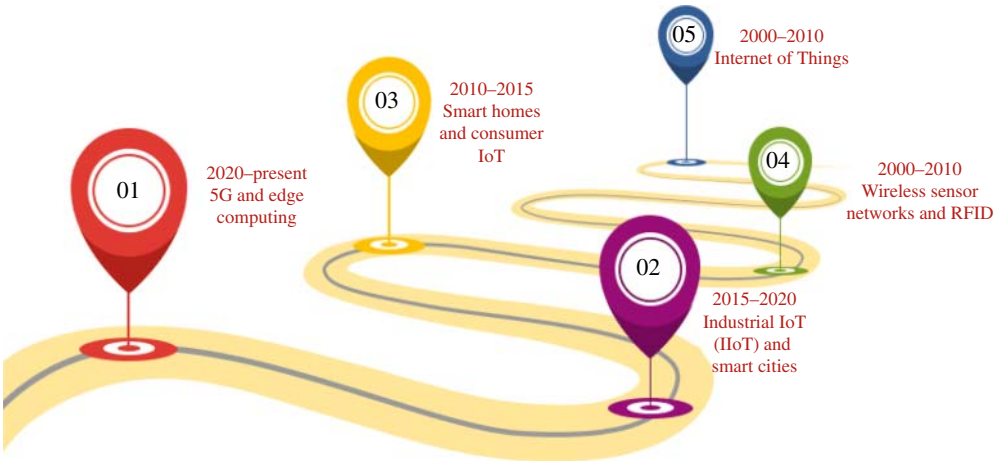 01
2020–present
5G and edge
computing
02
2015–2020
Industrial IoT
(IIoT) and
smart cities
03
2010–2015
Smart homes
and consumer
IoT
04
2000–2010
Wireless sensor
networks and RFID
05
2000–2010
Internet of Things